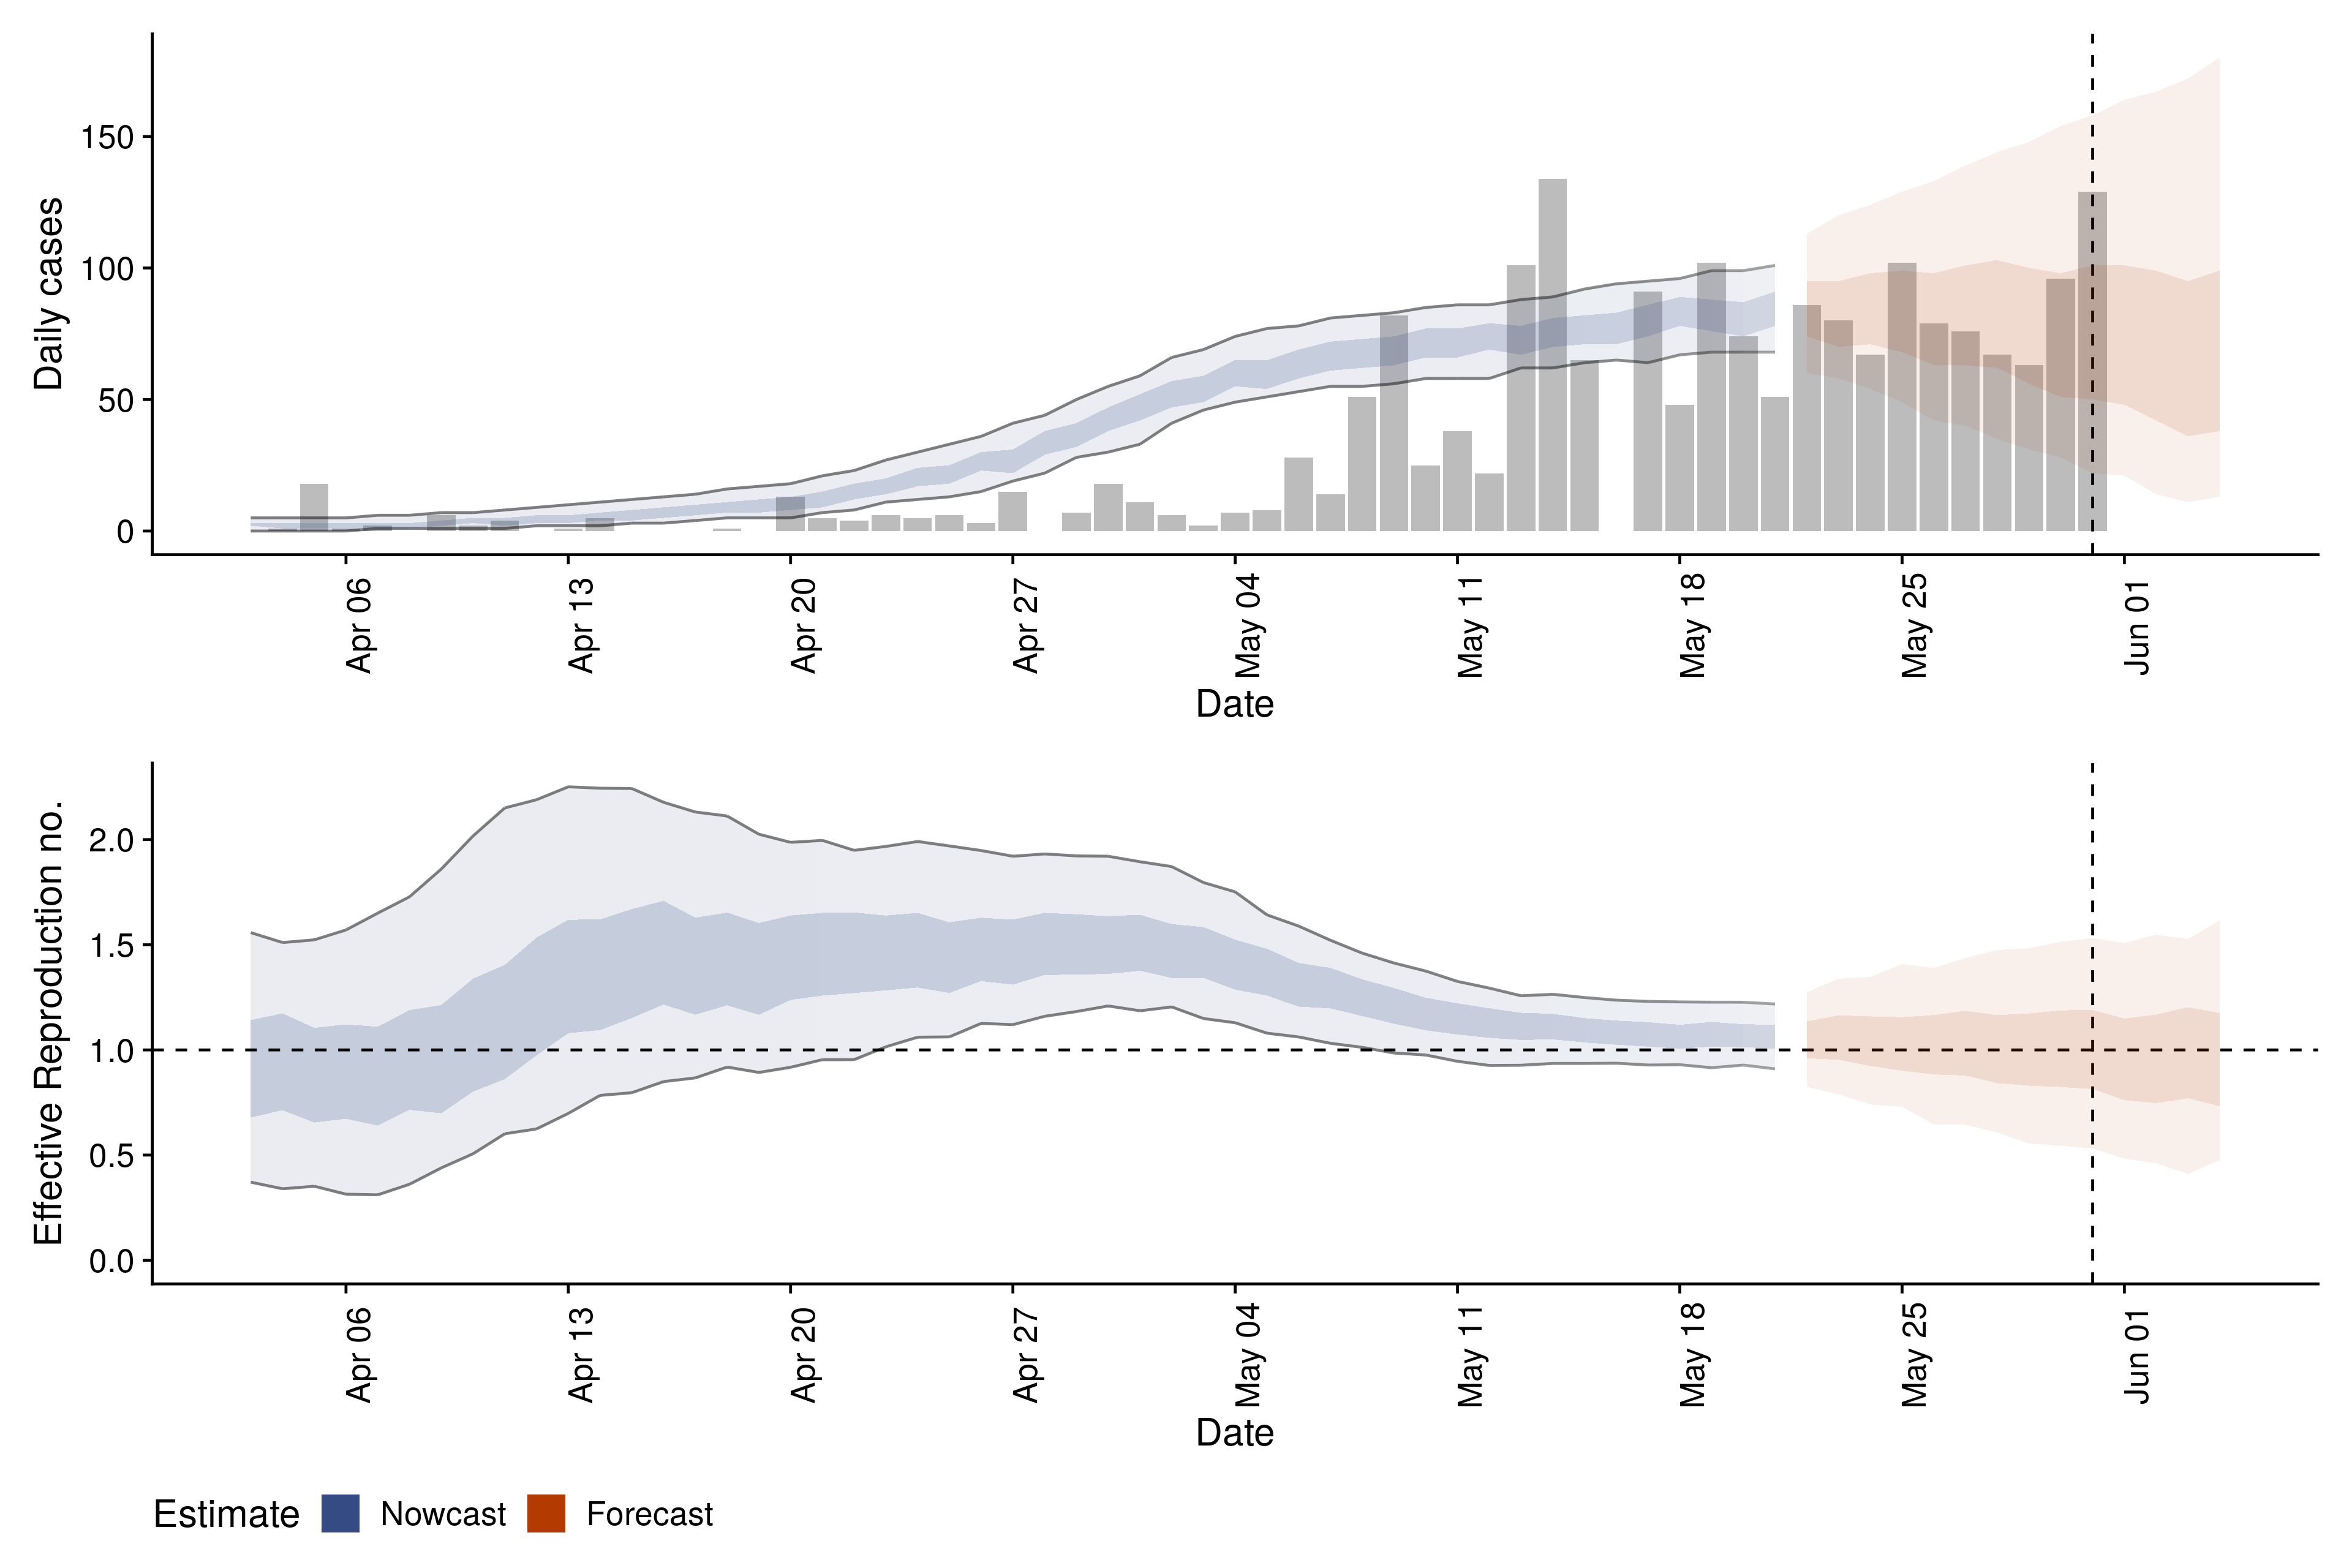 Daily cases
150
100
50
0
Apr 06
Apr 13
Apr 20
Apr 27
May 04
May 11
May 18
May 25
Jun 01
Date
Effective Reproduction no.
2.0
1.5
1.0
0.5
0.0
Apr 06
Apr 13
Apr 20
Apr 27
May 04
May 11
May 18
May 25
Jun 01
Date
Estimate Nowcast Forecast